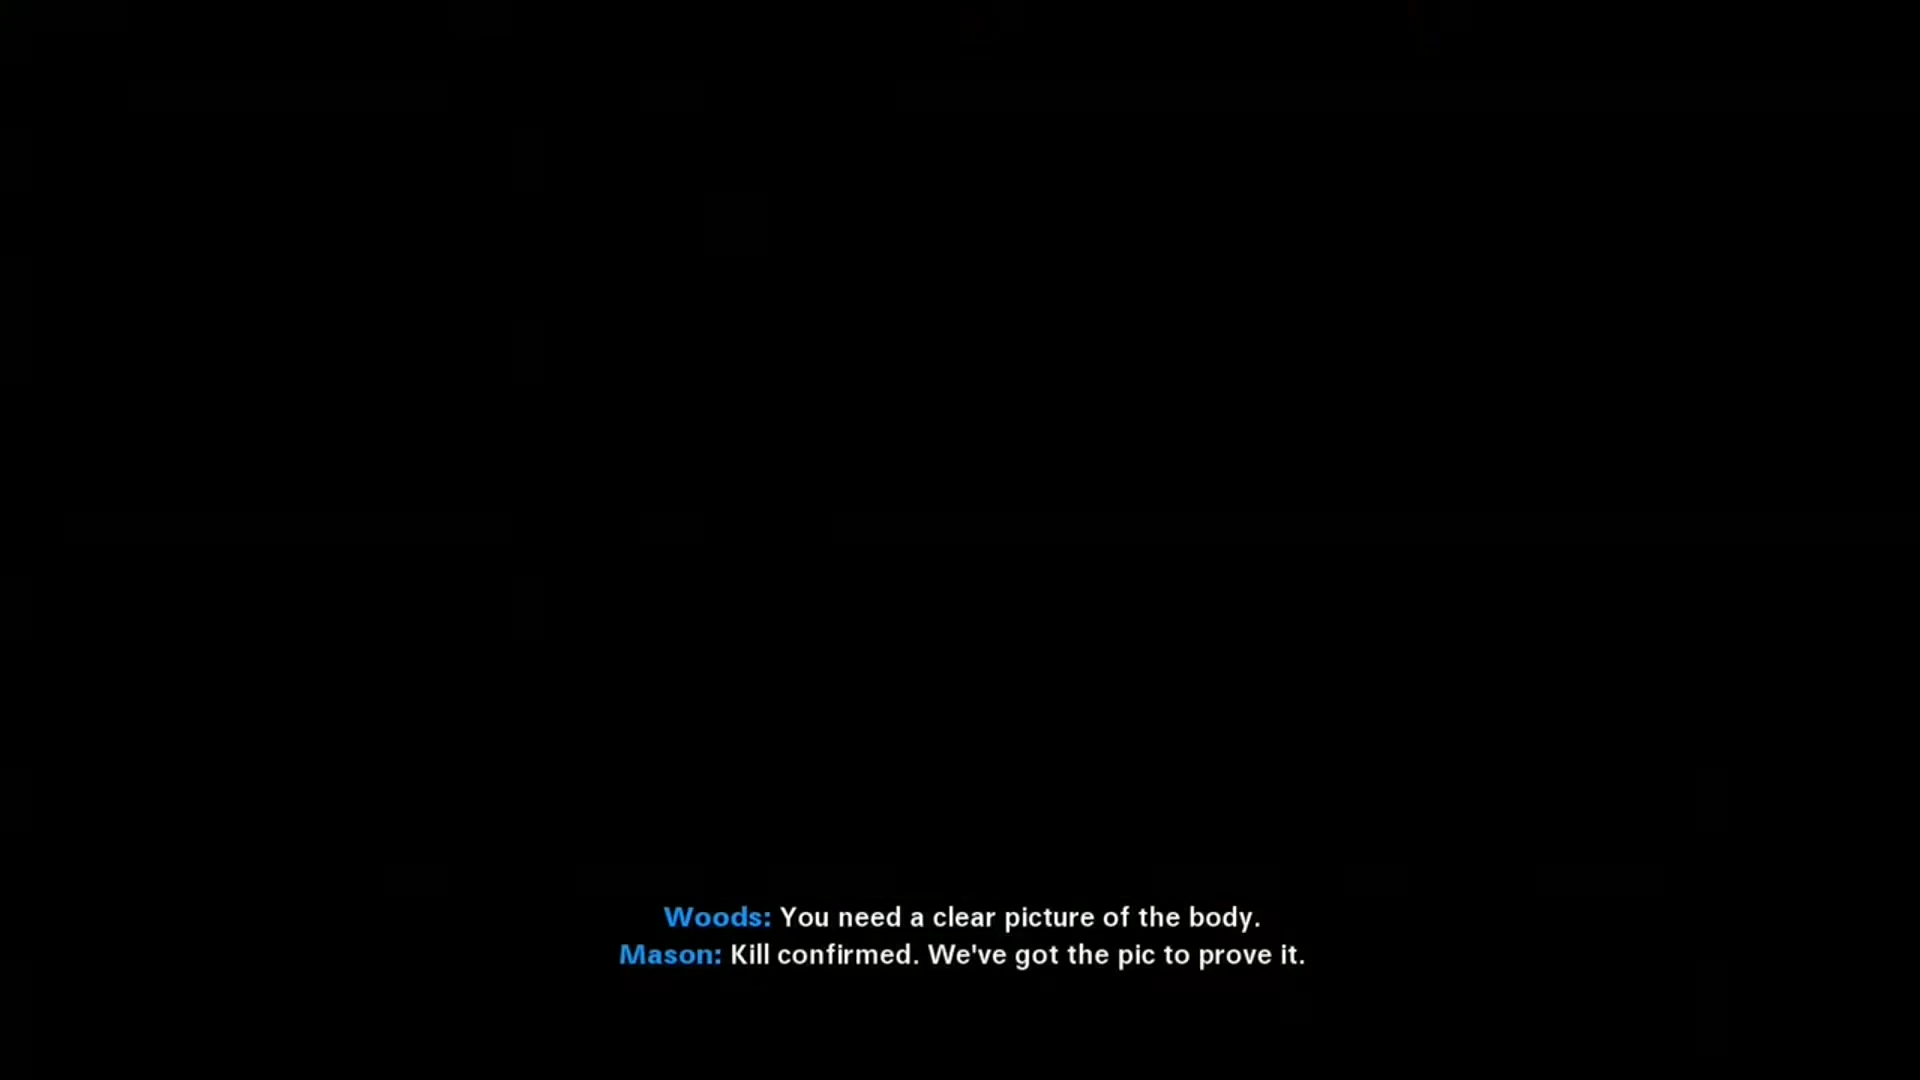 Woods: You need a clear picture of the body.
Mason: Kill confirmed. We've got the pic to prove it.